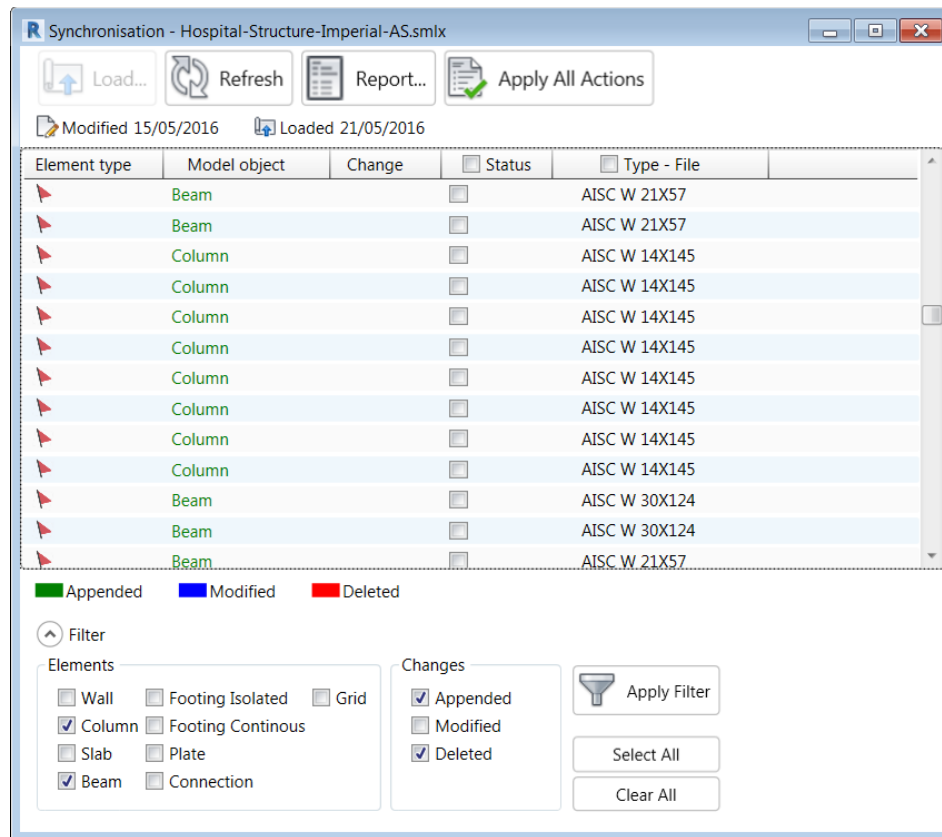 R Synchronisation - Hospital-Structure-Imperial-AS.smlx
Load... Refresh Report... Apply All Actions
Modified 15/05/2016 Loaded 21/05/2016
Element type Model object Change Status Type - File
Beam AISC W 21X57
Beam AISC W 21X57
Column AISC W 14X145
Column AISC W 14X145
Column AISC W 14X145
Column AISC W 14X145
Column AISC W 14X145
Column AISC W 14X145
Column AISC W 14X145
Column AISC W 14X145
Beam AISC W 30X124
Beam AISC W 30X124
Beam AISC W 21X57
Appended Modified Deleted
Filter
Elements Changes
Wall Footing Isolated Grid Appended Apply Filter
Column Footing Continous Modified
Slab Plate Deleted Select All
Beam Connection
Clear All